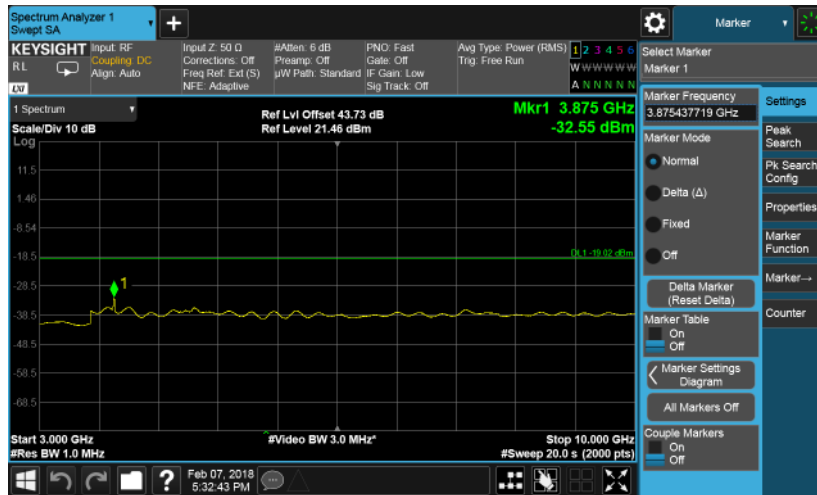 Spectrum Analyzer 1
Swept SA
+
Marker
KEYSIGHT
RL
LXI
Input: RF
Coupling: DC
Align: Auto
Input Z: 50 Ω
Corrections: Off
Freq Ref: Ext (S)
NFE: Adaptive
#Atten: 6 dB
Preamp: Off
µW Path: Standard
PNO: Fast
Gate: Off
IF Gain: Low
Sig Track: Off
Avg Type: Power (RMS)
Trig: Free Run
1 2 3 4 5 6
W W W W W W
A N N N N N
Select Marker
Marker 1
1 Spectrum
Scale/Div 10 dB
Log
Ref Lvl Offset 43.73 dB
Ref Level 21.46 dBm
Mkr1 3.875 GHz
-32.55 dBm
11.5
1.46
-8.54
-18.5
-28.5
-38.5
-48.5
-58.5
-68.5
DL1 -19.02 dBm
1
Start 3.000 GHz
#Res BW 1.0 MHz
#Video BW 3.0 MHz*
Stop 10.000 GHz
#Sweep 20.0 s (2000 pts)
Marker Frequency
3.875437719 GHz
Marker Mode
Normal
Delta (Δ)
Fixed
Off
Delta Marker
(Reset Delta)
Marker Table
On
Off
Marker Settings
Diagram
All Markers Off
Couple Markers
On
Off
Settings
Peak
Search
Pk Search
Config
Properties
Marker
Function
Marker→
Counter
?
Feb 07, 2018
5:32:43 PM